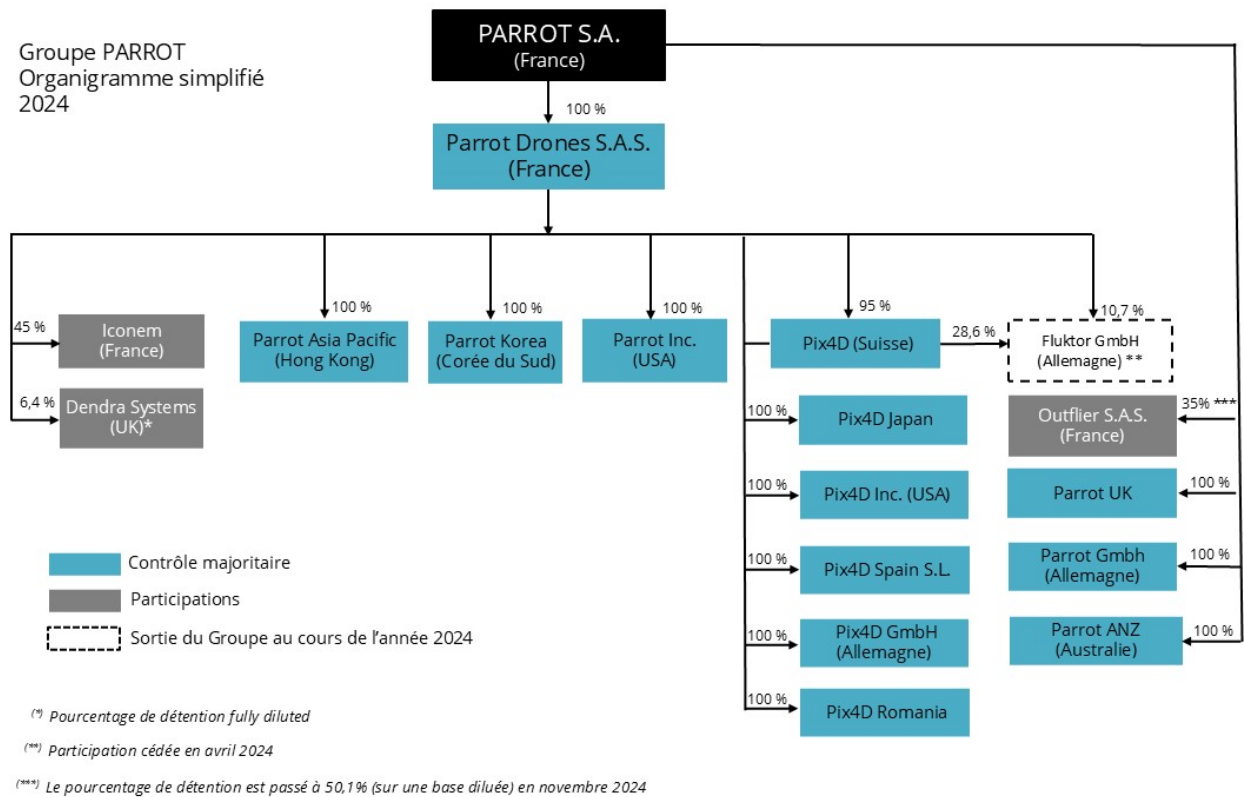 Groupe PARROT
Organigramme simplifié
2024
PARROT S.A.
(France)
100 %
Parrot Drones S.A.S.
(France)
45 %
Iconem
(France)
6,4 %
Dendra Systems
(UK)*
100 %
Parrot Asia Pacific
(Hong Kong)
100 %
Parrot Korea
(Corée du Sud)
100 %
Parrot Inc.
(USA)
95 %
Pix4D (Suisse)
28,6 %
10,7 %
Fluktor GmbH
(Allemagne) **
100 %
Pix4D Japan
35% ***
Outflier S.A.S.
(France)
100 %
Pix4D Inc. (USA)
100 %
Parrot UK
100 %
Pix4D Spain S.L.
100 %
Parrot Gmbh
(Allemagne)
100 %
Pix4D GmbH
(Allemagne)
100 %
Parrot ANZ
(Australie)
100 %
Pix4D Romania
Contrôle majoritaire
Participations
Sortie du Groupe au cours de l’année 2024
(*) Pourcentage de détention fully diluted
(**) Participation cédée en avril 2024
(***) Le pourcentage de détention est passé à 50,1% (sur une base diluée) en novembre 2024